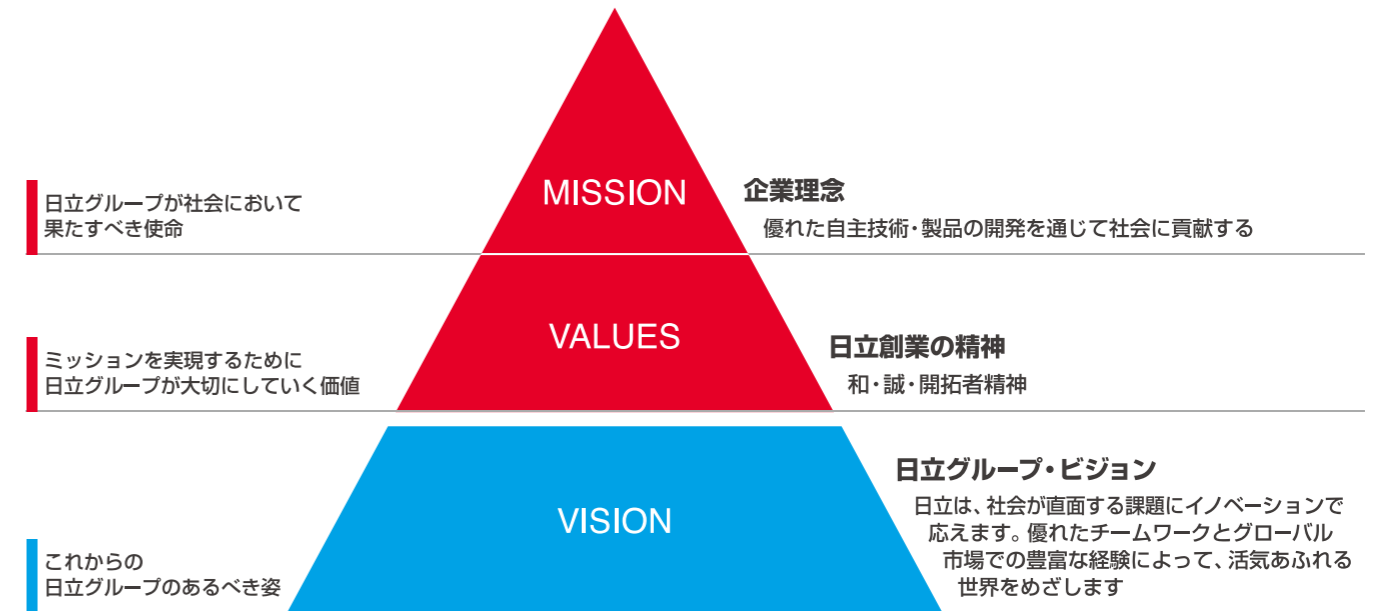 日立グループが社会において
果たすべき使命
MISSION
企業理念
優れた自主技術・製品の開発を通じて社会に貢献する
ミッションを実現するために
日立グループが大切にしていく価値
VALUES
日立創業の精神
和・誠・開拓者精神
これからの
日立グループのあるべき姿
VISION
日立グループ・ビジョン
日立は、社会が直面する課題にイノベーションで
応えます。優れたチームワークとグローバル
市場での豊富な経験によって、活気あふれる
世界をめざします